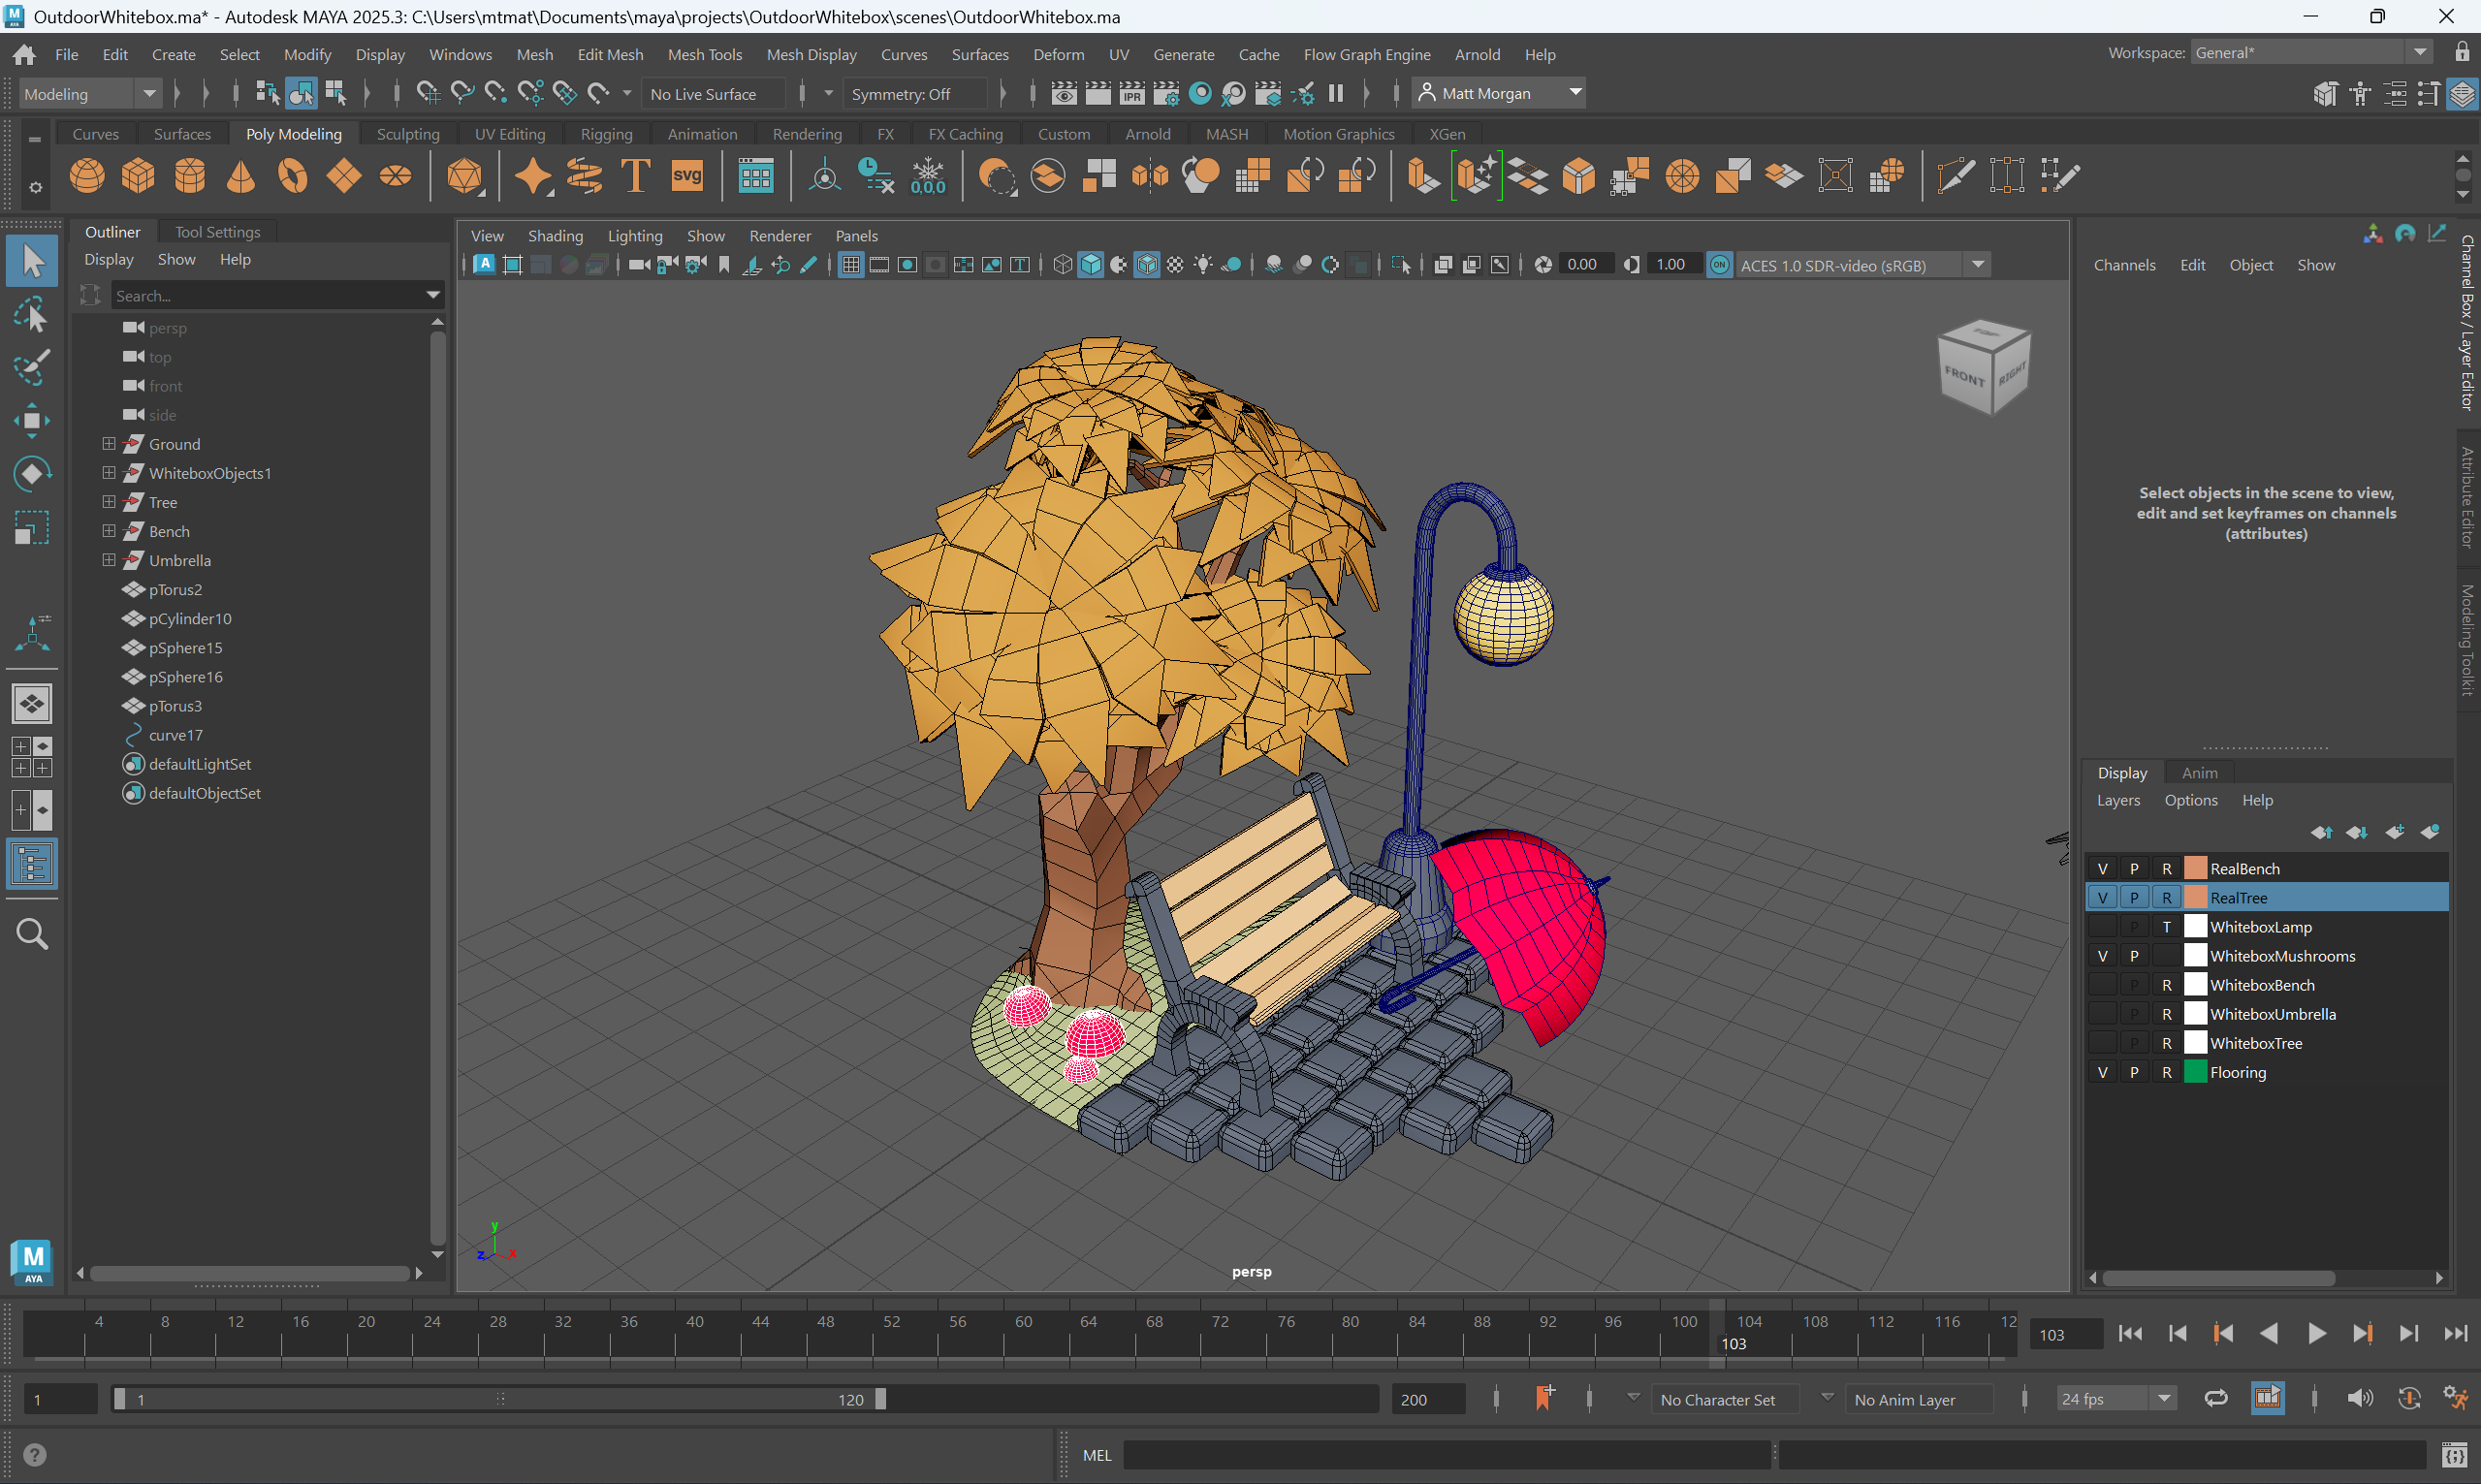 OutdoorWhitebox.ma* - Autodesk MAYA 2025.3: C:\Users\mtmat\Documents\maya\projects\OutdoorWhitebox\scenes\OutdoorWhitebox.ma
File Edit Create Select Modify Display Windows Mesh Edit Mesh Mesh Tools Mesh Display Curves Surfaces Deform UV Generate Cache Flow Graph Engine Arnold Help
Workspace: General*
Modeling No Live Surface Symmetry: Off IPR Matt Morgan
Curves Surfaces Poly Modeling Sculpting UV Editing Rigging Animation Rendering FX FX Caching Custom Arnold MASH Motion Graphics XGen
T svg 0,0,0
Outliner Tool Settings
Display Show Help
Search...
persp
top
front
side
Ground
WhiteboxObjects1
Tree
Bench
Umbrella
pTorus2
pCylinder10
pSphere15
pSphere16
pTorus3
curve17
defaultLightSet
defaultObjectSet
View Shading Lighting Show Renderer Panels
0.00 1.00 ON ACES 1.0 SDR-video (sRGB)
TOP
FRONT RIGHT
y
z x
persp
Channels Edit Object Show
Select objects in the scene to view,
edit and set keyframes on channels
(attributes)
Channel Box / Layer Editor
Attribute Editor
Modeling Toolkit
Display Anim
Layers Options Help
V P R RealBench
V P R RealTree
P T WhiteboxLamp
V P WhiteboxMushrooms
P R WhiteboxBench
P R WhiteboxUmbrella
P R WhiteboxTree
V P R Flooring
M
AYA
4 8 12 16 20 24 28 32 36 40 44 48 52 56 60 64 68 72 76 80 84 88 92 96 100 104 108 112 116 12
103
103
1 1 120 200 No Character Set No Anim Layer 24 fps
MEL